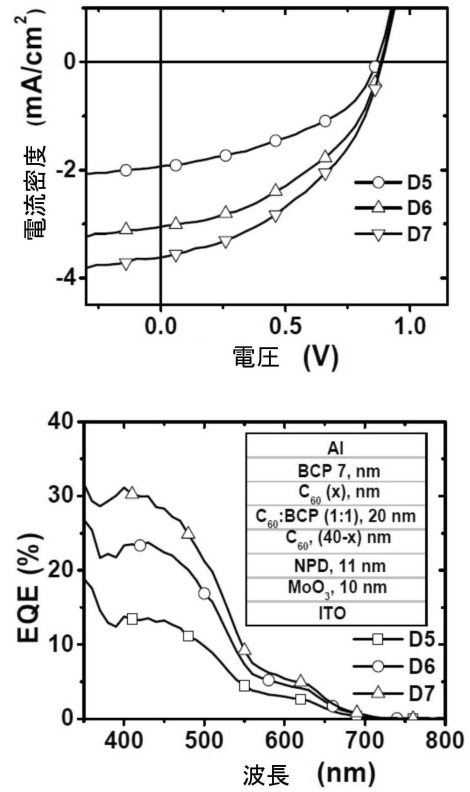 電流密度 (mA/cm²)
0
-2
-4
D5
D6
D7
0.0
0.5
1.0
電圧 (V)
EQE (%)
40
30
20
10
0
Al
BCP 7, nm
C₆₀ (x), nm
C₆₀:BCP (1:1), 20 nm
C₆₀, (40-x) nm
NPD, 11 nm
MoO₃, 10 nm
ITO
D5
D6
D7
400
500
600
700
800
波長 (nm)